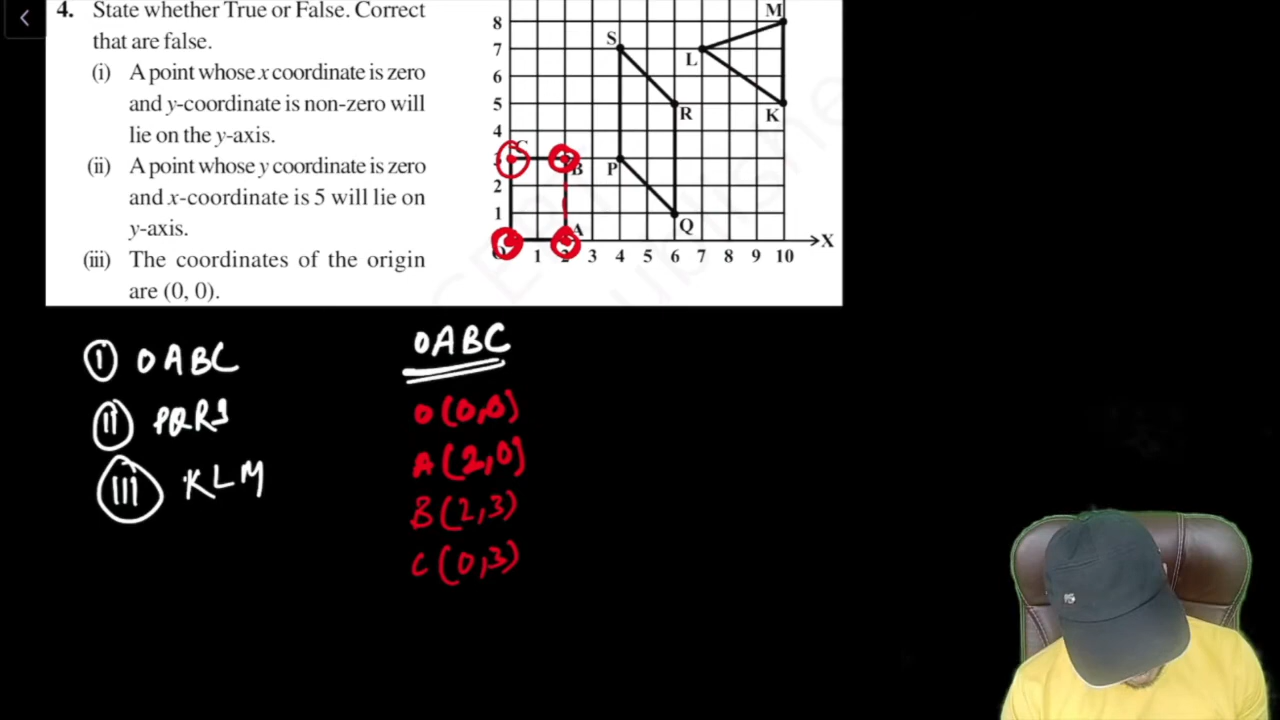 4. State whether True or False. Correct
that are false.
(i) A point whose x coordinate is zero
and y-coordinate is non-zero will
lie on the y-axis.
(ii) A point whose y coordinate is zero
and x-coordinate is 5 will lie on
y-axis.
(iii) The coordinates of the origin
are (0, 0).
M
8
S
7
L
6
5
R
K
4
C
3
B
P
2
1
A
Q
X
1 2 3 4 5 6 7 8 9 10
(i) OABC
(ii) PQRS
(iii) KLM
OABC
O (0,0)
A (2,0)
B (2,3)
C (0,3)